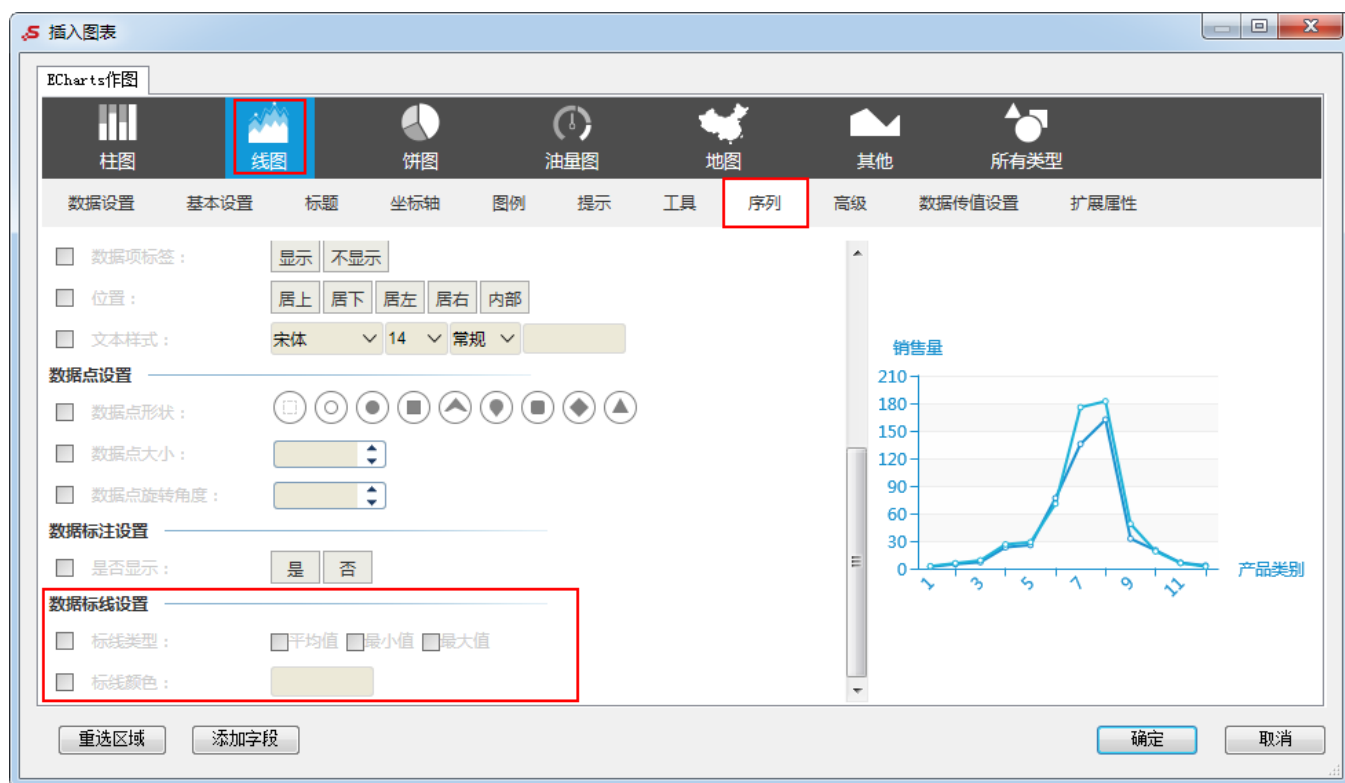 插入图表
ECharts作图
柱图 线图 饼图 油量图 地图 其他 所有类型
数据设置 基本设置 标题 坐标轴 图例 提示 工具 序列 高级 数据传值设置 扩展属性
数据项标签： 显示 不显示
位置： 居上 居下 居左 居右 内部
文本样式： 宋体 14 常规
数据点设置
数据点形状：
数据点大小：
数据点旋转角度：
数据标注设置
是否显示： 是 否
数据标线设置
标线类型： 平均值 最小值 最大值
标线颜色：
销售量
210
180
150
120
90
60
30
0
产品类别
1 3 5 7 9 11
重选区域 添加字段 确定 取消